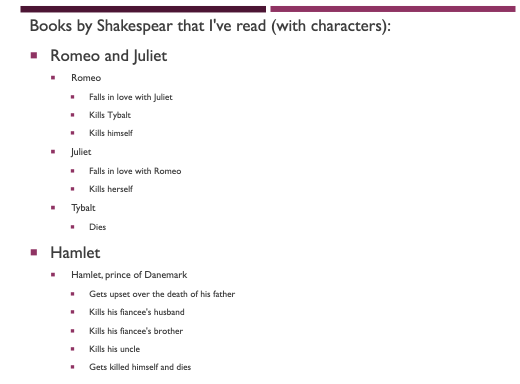 Books by Shakespear that I've read (with characters):
Romeo and Juliet
Romeo
Falls in love with Juliet
Kills Tybalt
Kills himself
Juliet
Falls in love with Romeo
Kills herself
Tybalt
Dies
Hamlet
Hamlet, prince of Danemark
Gets upset over the death of his father
Kills his fiancee's husband
Kills his fiancee's brother
Kills his uncle
Gets killed himself and dies